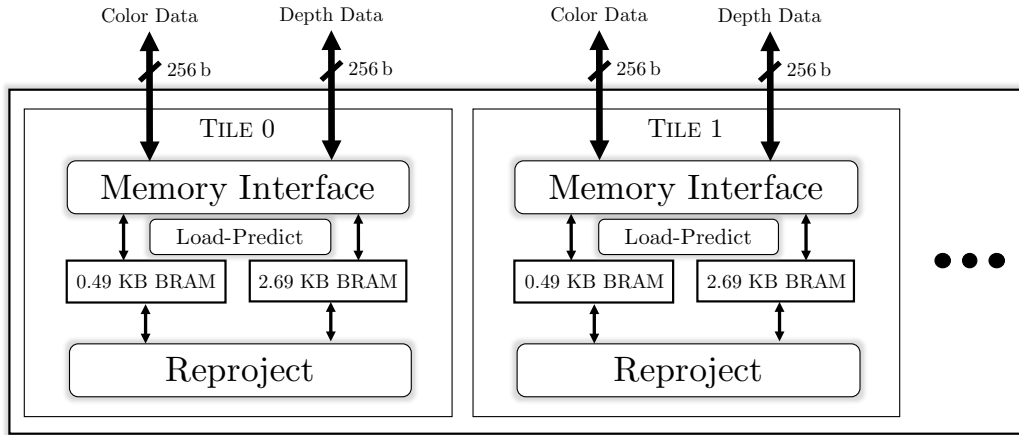 Color Data
Depth Data
Color Data
Depth Data
256 b
256 b
256 b
256 b
TILE 0
TILE 1
Memory Interface
Memory Interface
Load-Predict
Load-Predict
0.49 KB BRAM
2.69 KB BRAM
0.49 KB BRAM
2.69 KB BRAM
Reproject
Reproject